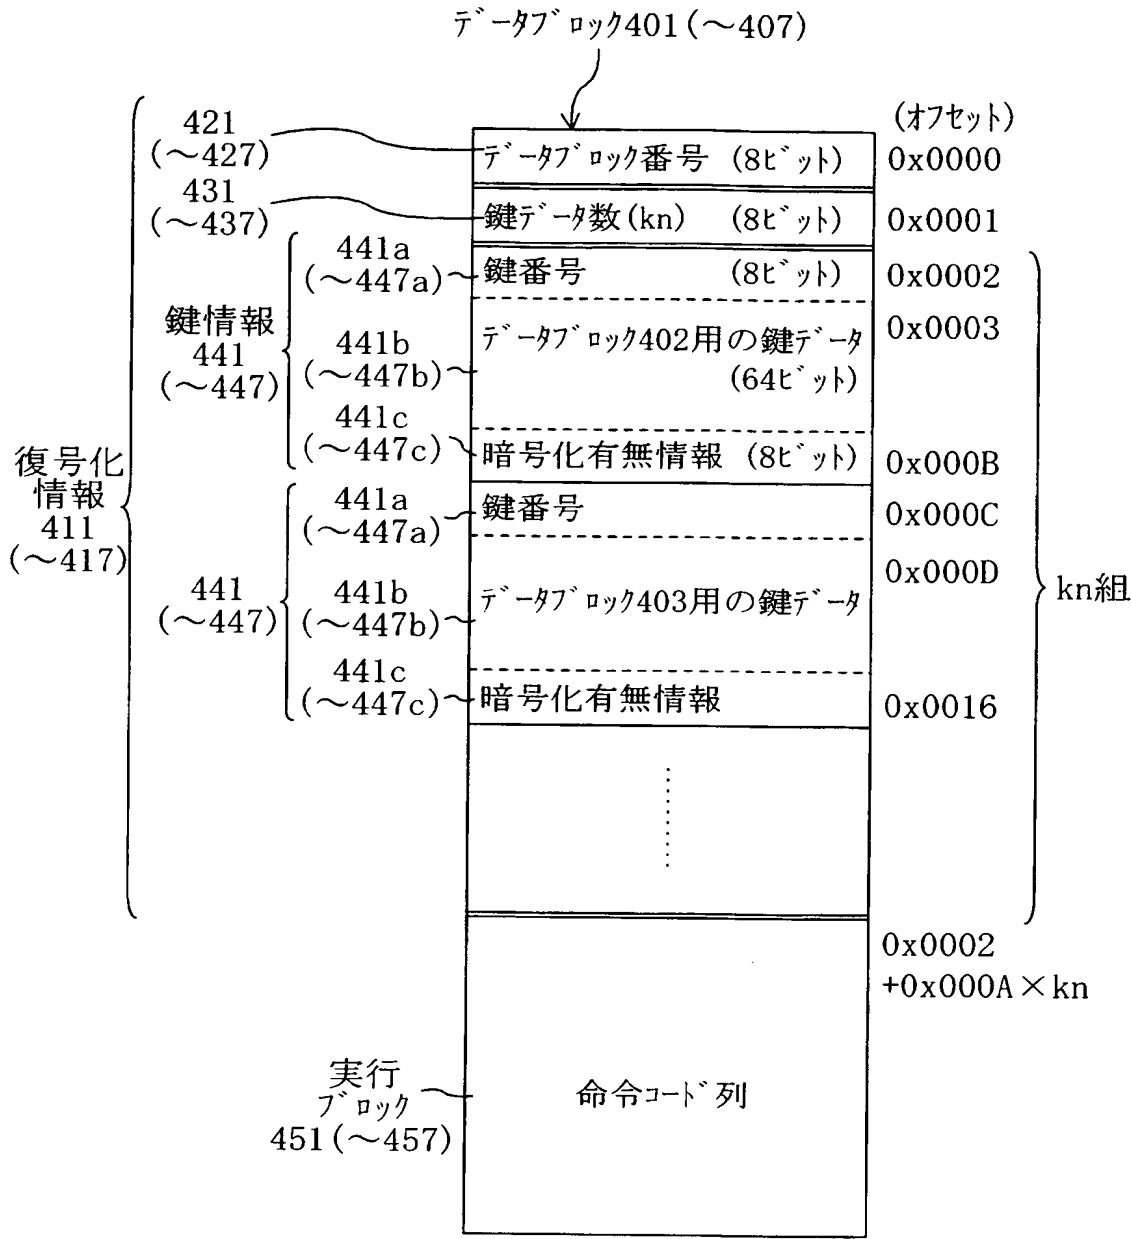 データブロック401(～407)
(オフセット)
421
(～427)
データブロック番号 (8ビット)
0x0000
431
(～437)
鍵データ数(kn) (8ビット)
0x0001
441a
(～447a)
鍵番号 (8ビット)
0x0002
鍵情報
441
(～447)
441b
(～447b)
データブロック402用の鍵データ
(64ビット)
0x0003
441c
(～447c)
暗号化有無情報 (8ビット)
0x000B
復号化
情報
411
(～417)
441a
(～447a)
鍵番号
0x000C
441
(～447)
441b
(～447b)
データブロック403用の鍵データ
0x000D
kn組
441c
(～447c)
暗号化有無情報
0x0016
0x0002
+0x000A×kn
実行
ブロック
451(～457)
命令コード列